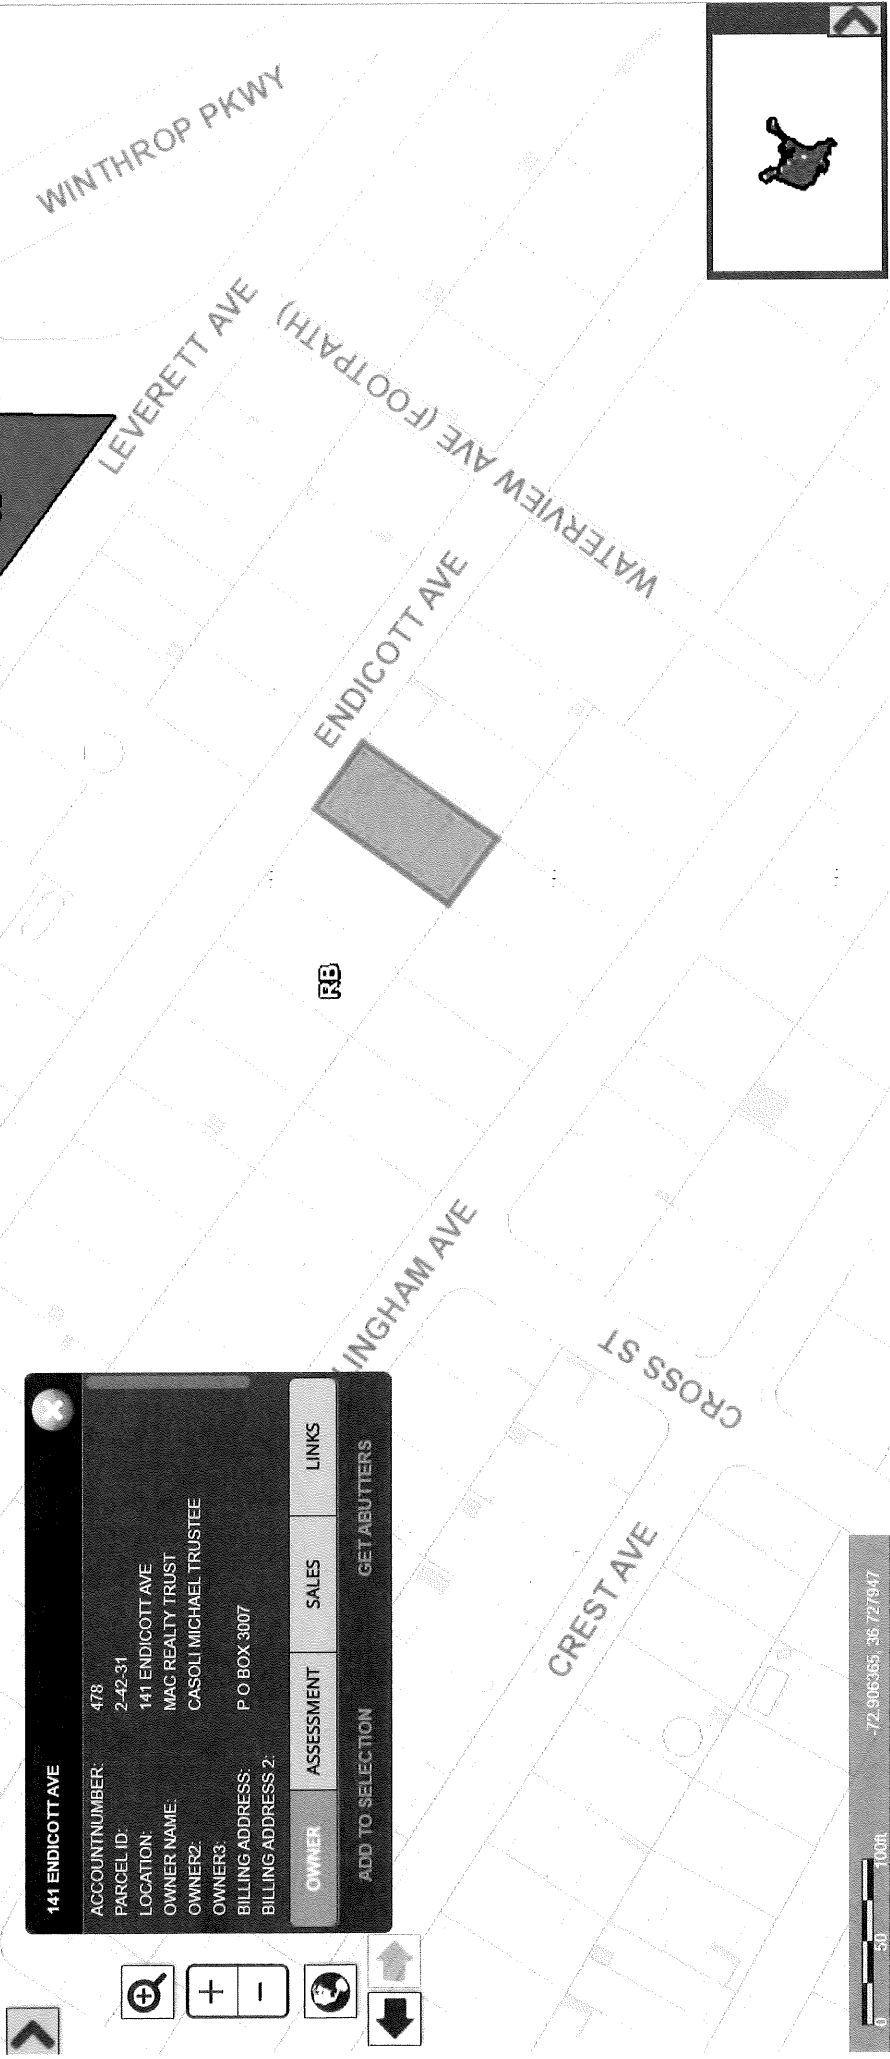 141 ENDICOTT AVE
ACCOUNTNUMBER: 478
PARCEL ID: 2-42-31
LOCATION: 141 ENDICOTT AVE
OWNER NAME: MAC REALTY TRUST
OWNER2: CASOLI MICHAEL TRUSTEE
OWNER3:
BILLING ADDRESS: P O BOX 3007
BILLING ADDRESS 2:
OWNER ASSESSMENT SALES LINKS
ADD TO SELECTION GET ABUTTERS
WINTHROP PKWY
LEVERETT AVE
WATERVIEW AVE (FOOTPATH)
ENDICOTT AVE
RB
LINGHAM AVE
CROSS ST
CREST AVE
0 50 100ft
-72.906365, 36.727947